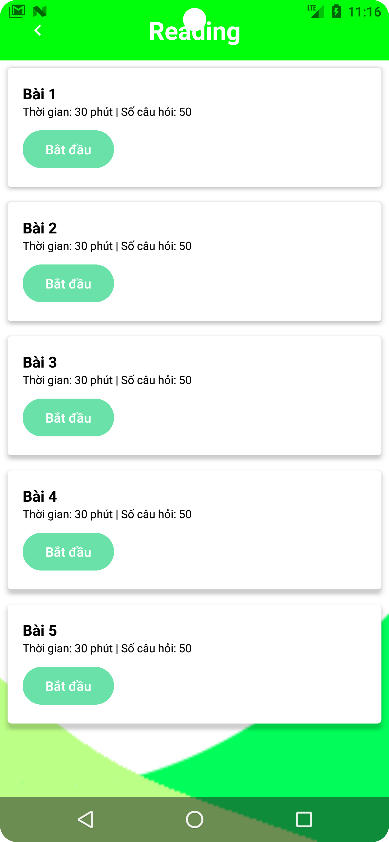 LTE 11:16
Reading
Bài 1
Thời gian: 30 phút | Số câu hỏi: 50
Bắt đầu
Bài 2
Thời gian: 30 phút | Số câu hỏi: 50
Bắt đầu
Bài 3
Thời gian: 30 phút | Số câu hỏi: 50
Bắt đầu
Bài 4
Thời gian: 30 phút | Số câu hỏi: 50
Bắt đầu
Bài 5
Thời gian: 30 phút | Số câu hỏi: 50
Bắt đầu